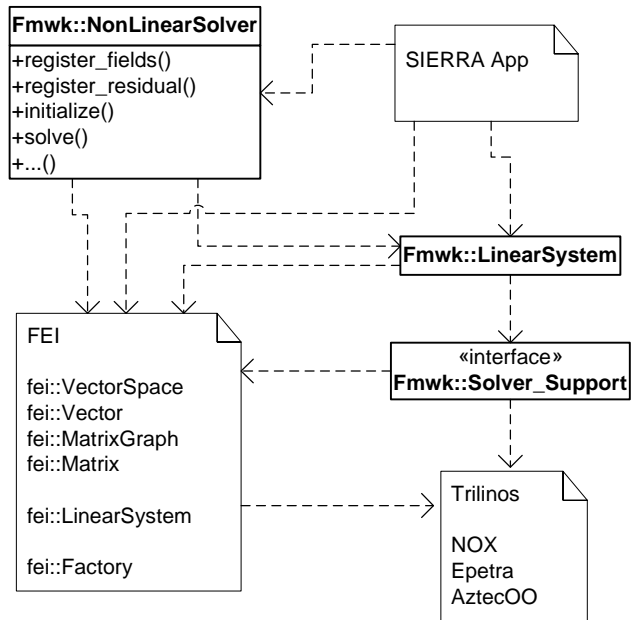 Fmwk::NonLinearSolver
+register_fields()
+register_residual()
+initialize()
+solve()
+...()
SIERRA App
Fmwk::LinearSystem
«interface»
Fmwk::Solver_Support
FEI
fei::VectorSpace
fei::Vector
fei::MatrixGraph
fei::Matrix
fei::LinearSystem
fei::Factory
Trilinos
NOX
Epetra
AztecOO